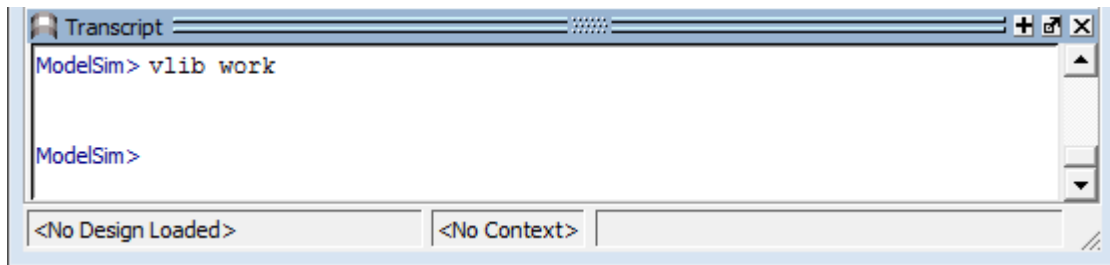 Transcript
ModelSim> vlib work
ModelSim>
<No Design Loaded> <No Context>